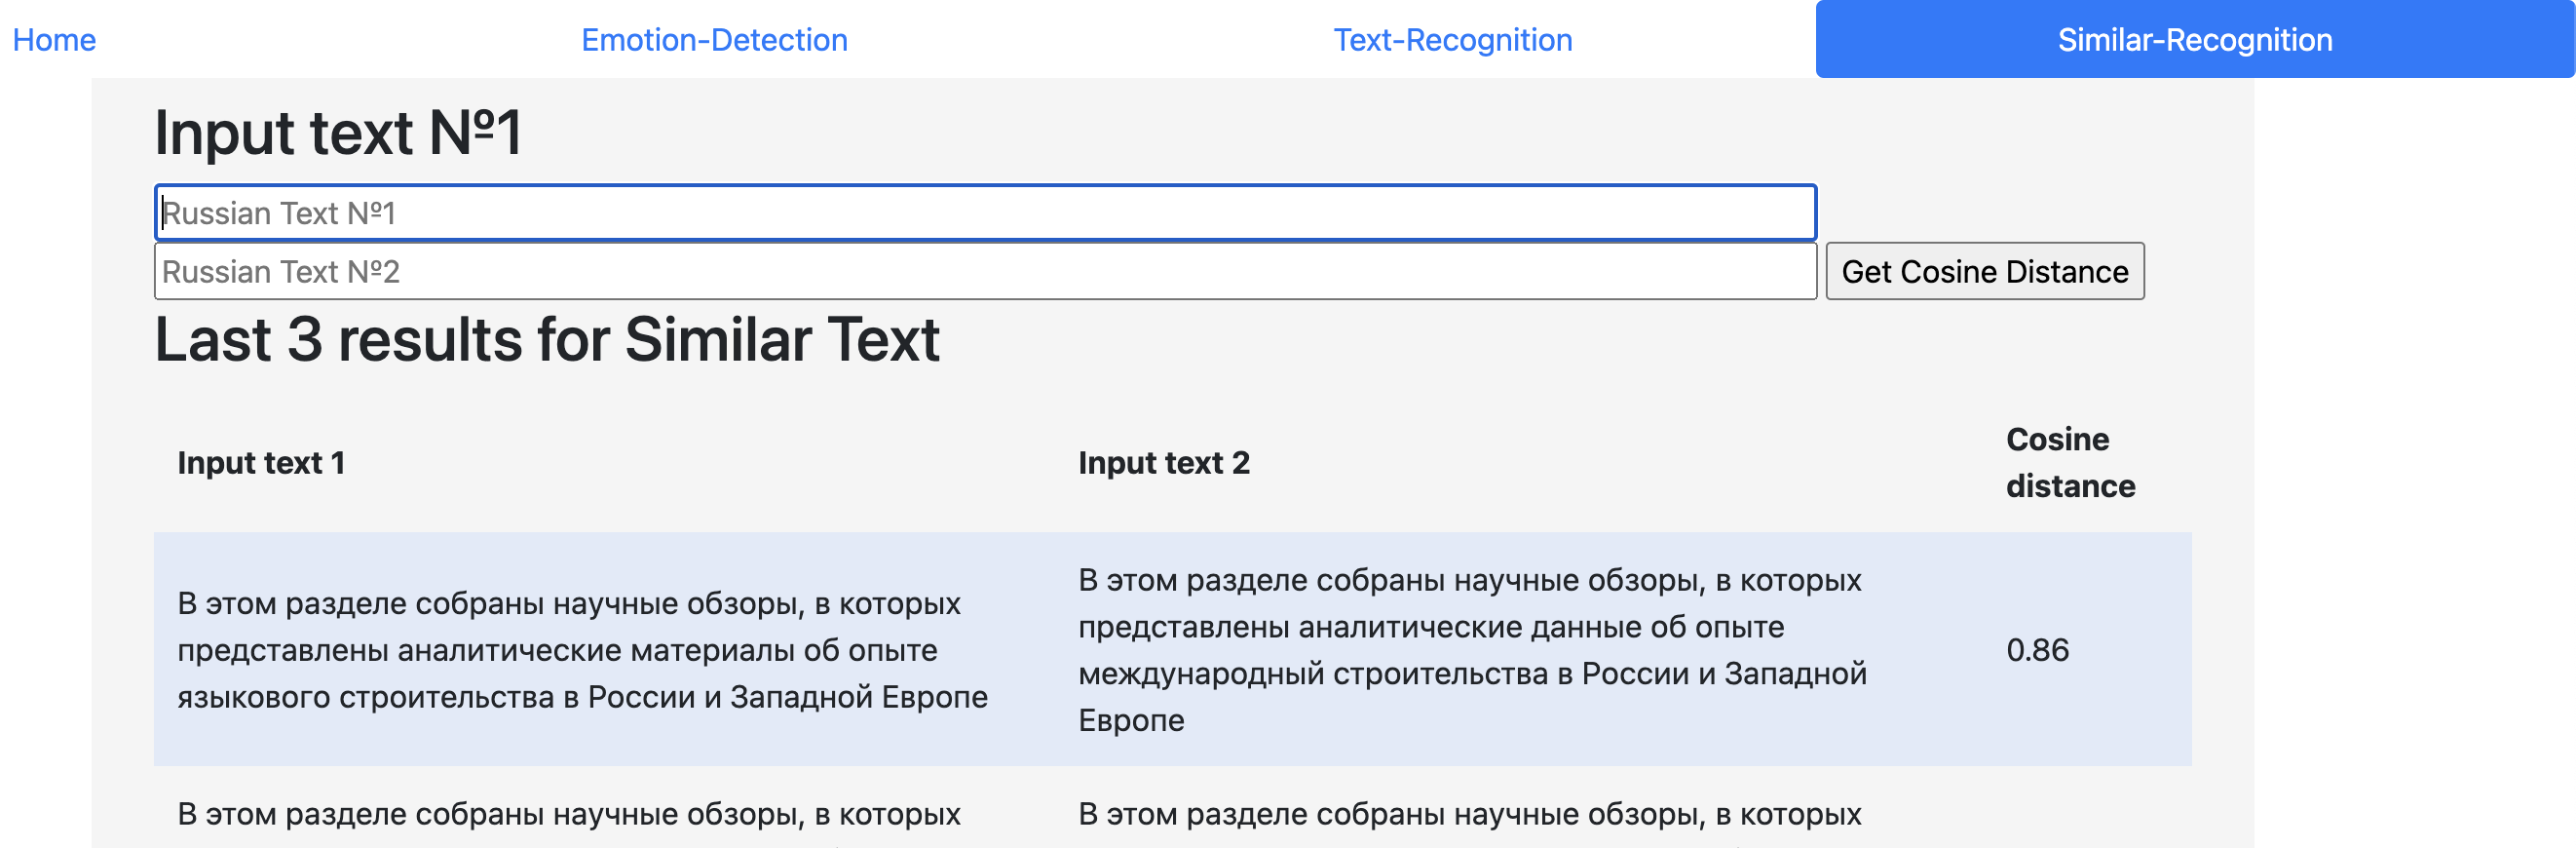 Home
Emotion-Detection
Text-Recognition
Similar-Recognition
Input text №1
Russian Text №1
Russian Text №2
Get Cosine Distance
Last 3 results for Similar Text
Input text 1
Input text 2
Cosine
distance
В этом разделе собраны научные обзоры, в которых
представлены аналитические материалы об опыте
языкового строительства в России и Западной Европе
В этом разделе собраны научные обзоры, в которых
представлены аналитические данные об опыте
международный строительства в России и Западной
Европе
0.86
В этом разделе собраны научные обзоры, в которых
В этом разделе собраны научные обзоры, в которых